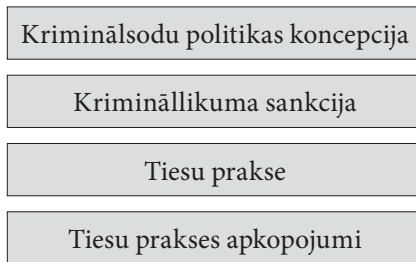 Kriminālsodu politikas koncepcija
Krimināllikuma sankcija
Tiesu prakse
Tiesu prakses apkopojumi